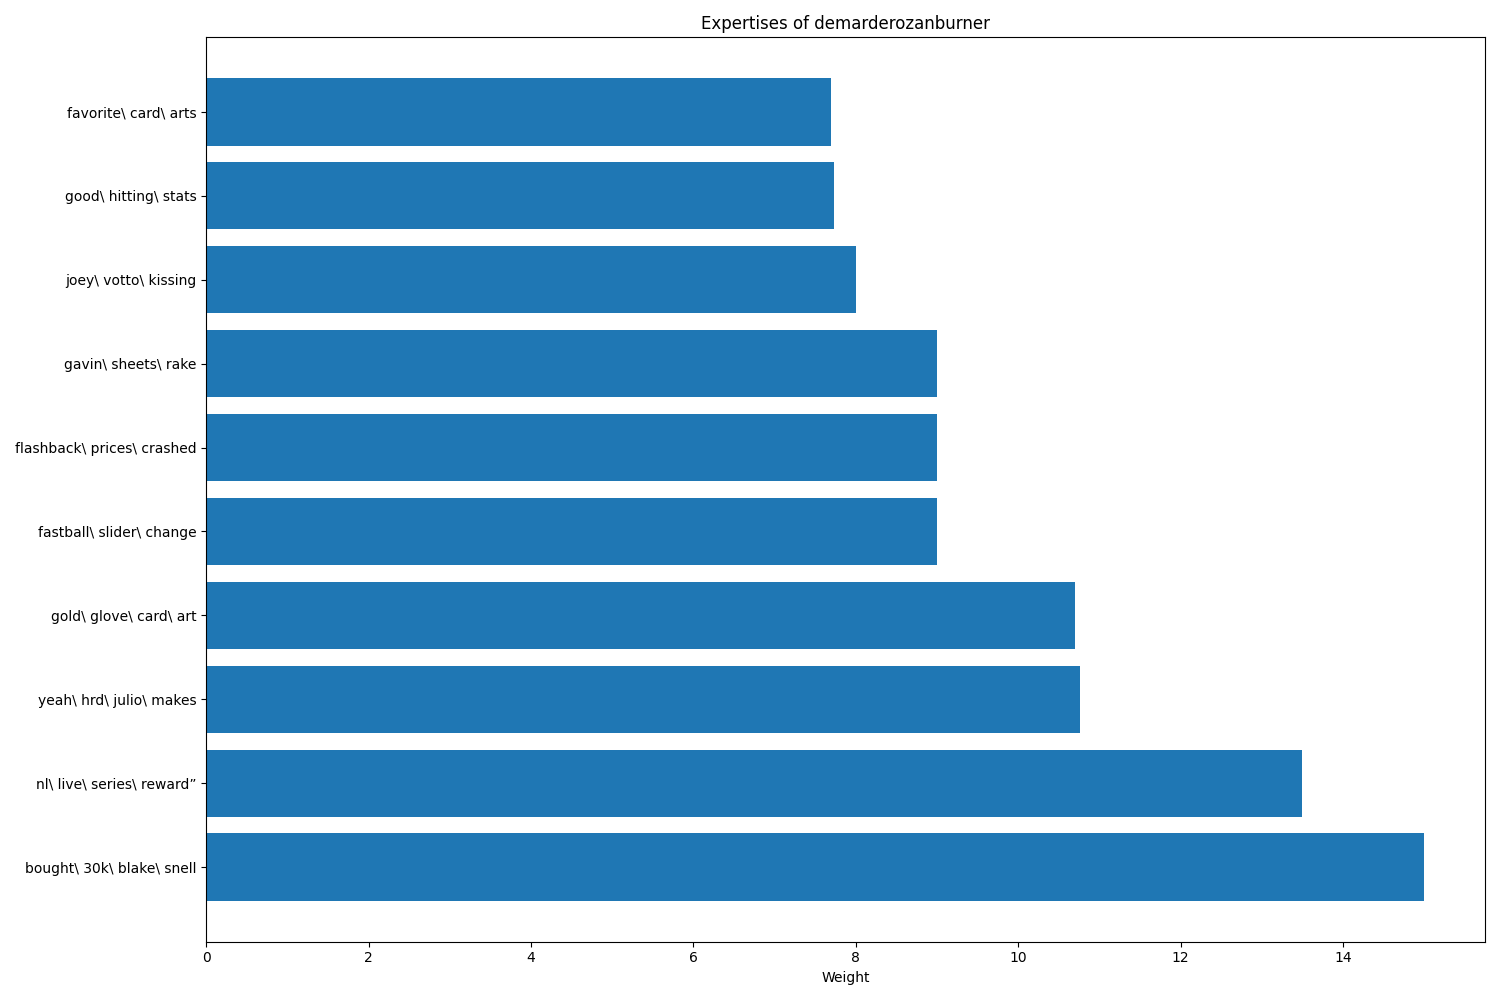 Expertises of demarderozanburner
favorite\ card\ arts
good\ hitting\ stats
joey\ votto\ kissing
gavin\ sheets\ rake
flashback\ prices\ crashed
fastball\ slider\ change
gold\ glove\ card\ art
yeah\ hrd\ julio\ makes
nl\ live\ series\ reward”
bought\ 30k\ blake\ snell
0 2 4 6 8 10 12 14
Weight